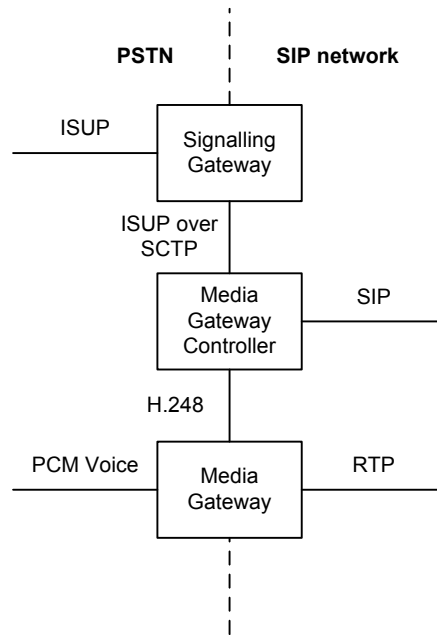 PSTN
SIP network
ISUP
Signalling
Gateway
ISUP over
SCTP
Media
Gateway
Controller
SIP
H.248
PCM Voice
Media
Gateway
RTP